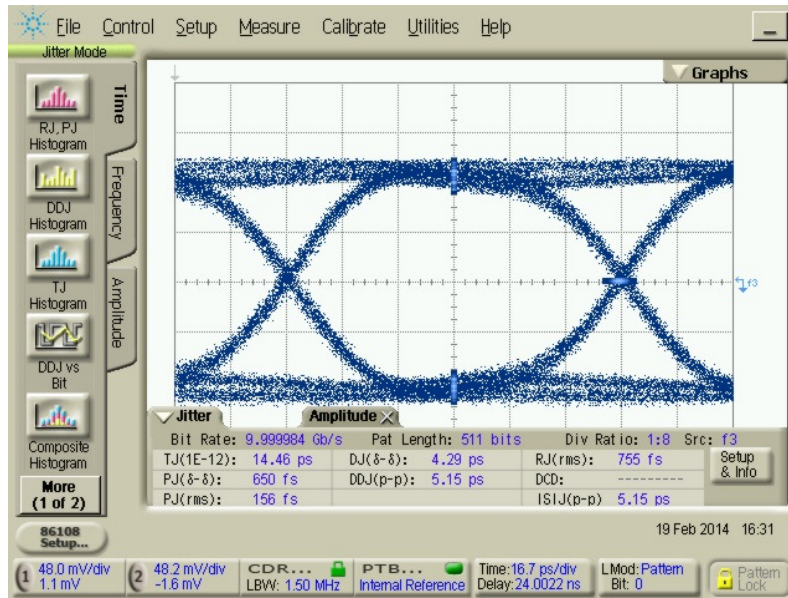 File Control Setup Measure Calibrate Utilities Help
Jitter Mode
Graphs
RJ, PJ
Histogram
DDJ
Histogram
TJ
Histogram
DDJ vs
Bit
Composite
Histogram
More
(1 of 2)
Time
Frequency
Amplitude
f3
Jitter Amplitude
Bit Rate: 9.999984 Gb/s Pat Length: 511 bits Div Ratio: 1:8 Src: f3
TJ(1E-12): 14.46 ps DJ(δ-δ): 4.29 ps RJ(rms): 755 fs
PJ(δ-δ): 650 fs DDJ(p-p): 5.15 ps DCD: ---------
PJ(rms): 156 fs ISIJ(p-p) 5.15 ps
Setup
& Info
86108
Setup...
19 Feb 2014 16:31
1 48.0 mV/div
1.1 mV
2 48.2 mV/div
-1.6 mV
CDR...
LBW: 1.50 MHz
PTB...
Internal Reference
Time:16.7 ps/div
Delay:24.0022 ns
LMod: Pattern
Bit: 0
Pattern
Lock